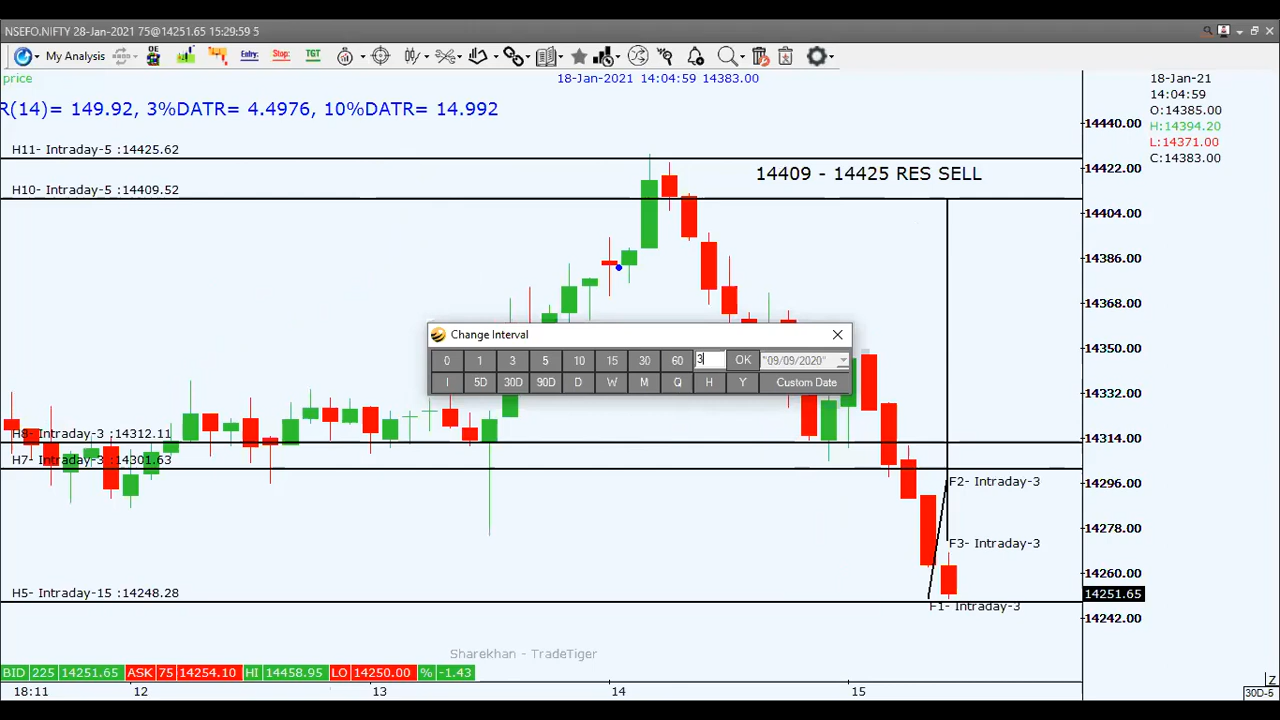 NSEFO.NIFTY 28-Jan-2021 75@14251.65 15:29:59 5
My Analysis
OE
Entry:
Stop:
TGT
price
18-Jan-2021 14:04:59 14383.00
18-Jan-21
14:04:59
O:14385.00
H:14394.20
L:14371.00
C:14383.00
R(14)= 149.92, 3%DATR= 4.4976, 10%DATR= 14.992
14440.00
H11- Intraday-5 :14425.62
14422.00
14409 - 14425 RES SELL
H10- Intraday-5 :14409.52
14404.00
14386.00
14368.00
14350.00
14332.00
14314.00
14296.00
14278.00
14260.00
14251.65
14242.00
Change Interval
0 1 3 5 10 15 30 60 3 OK "09/09/2020"
I 5D 30D 90D D W M Q H Y Custom Date
H8- Intraday-3 :14312.11
H7- Intraday-3 :14301.63
F2- Intraday-3
F3- Intraday-3
H5- Intraday-15 :14248.28
F1- Intraday-3
Sharekhan - TradeTiger
BID 225 14251.65 ASK 75 14254.10 HI 14458.95 LO 14250.00 % -1.43
18:11 12 13 14 15
Z
30D-5